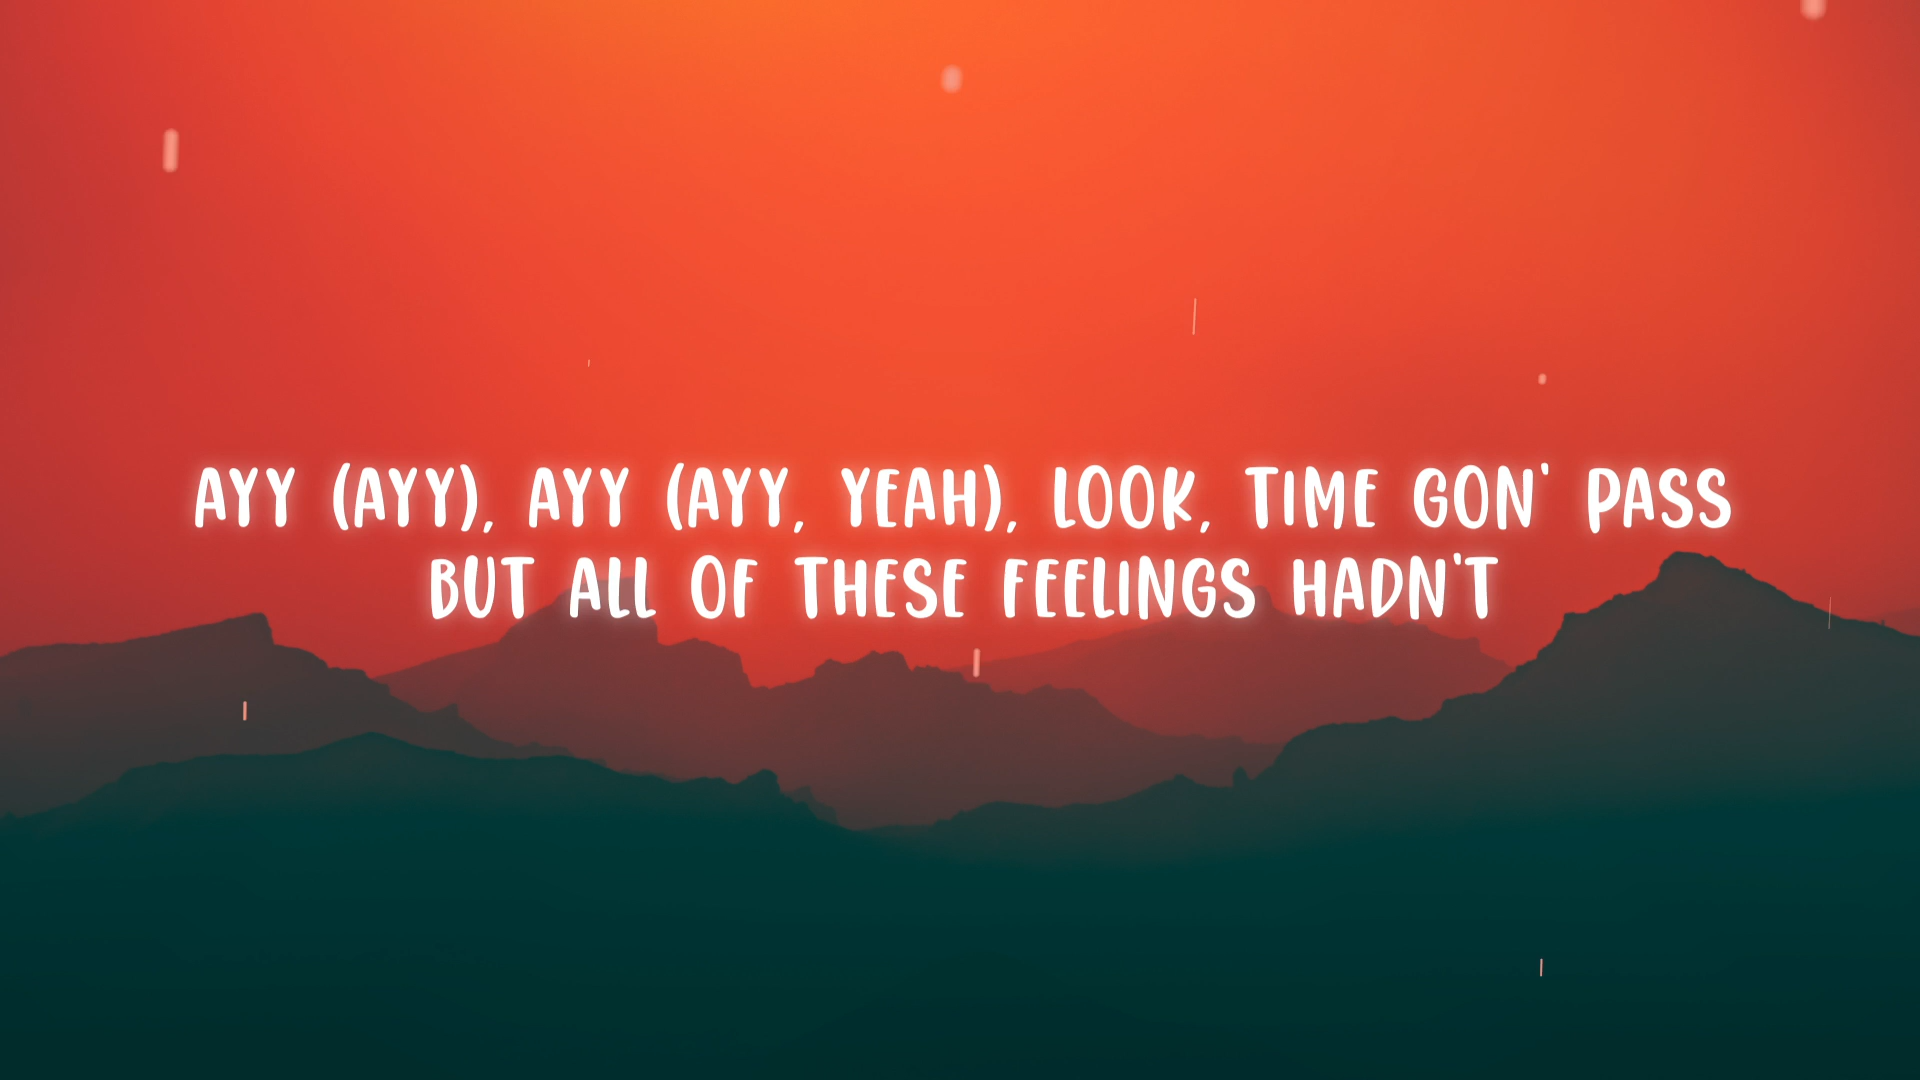 AYY (AYY), AYY (AYY, YEAH), LOOK, TIME GON' PASS
BUT ALL OF THESE FEELINGS HADN'T